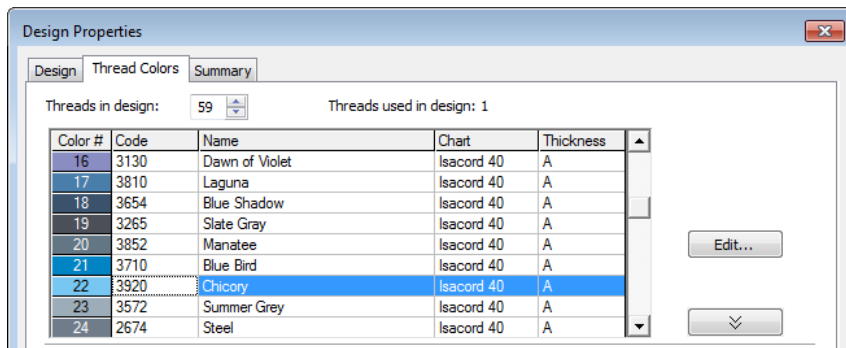 Design Properties
Design Thread Colors Summary
Threads in design: 59 Threads used in design: 1
Color # Code Name Chart Thickness
16 3130 Dawn of Violet Isacord 40 A
17 3810 Laguna Isacord 40 A
18 3654 Blue Shadow Isacord 40 A
19 3265 Slate Gray Isacord 40 A
20 3852 Manatee Isacord 40 A
Edit...
21 3710 Blue Bird Isacord 40 A
22 3920 Chicory Isacord 40 A
23 3572 Summer Grey Isacord 40 A
24 2674 Steel Isacord 40 A